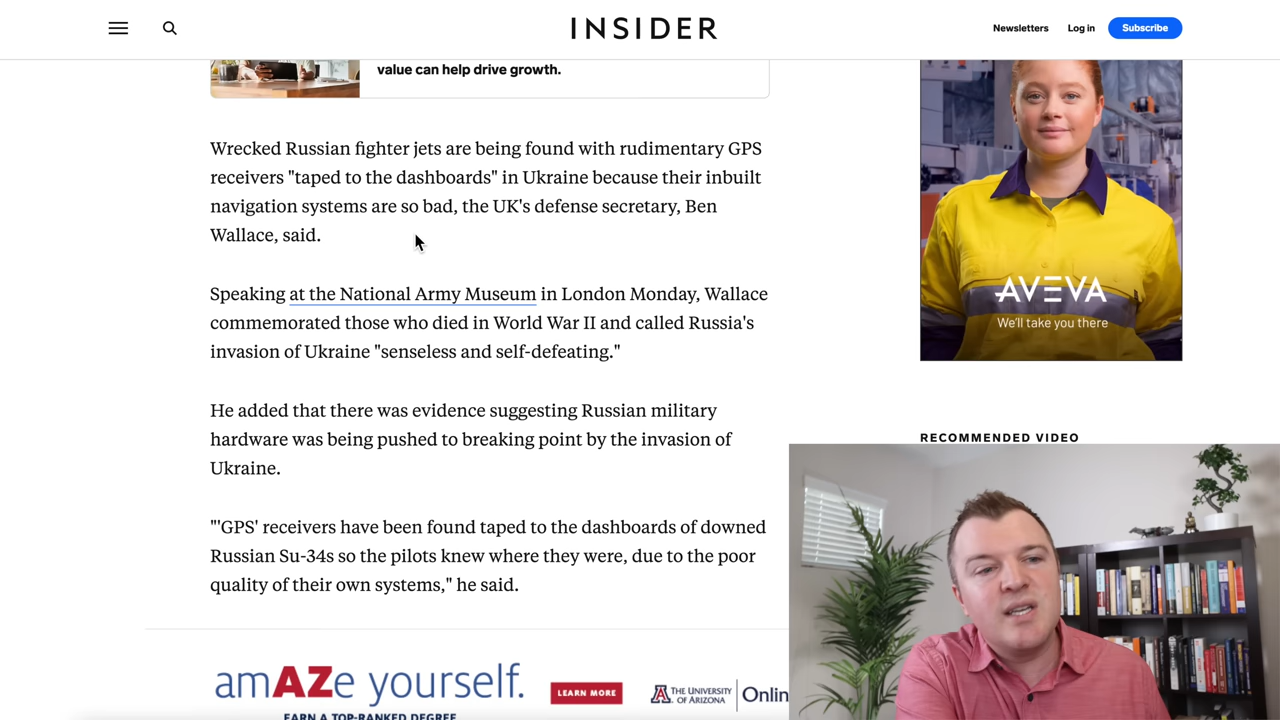 INSIDER
Newsletters
Log in
Subscribe
value can help drive growth.
Wrecked Russian fighter jets are being found with rudimentary GPS
receivers "taped to the dashboards" in Ukraine because their inbuilt
navigation systems are so bad, the UK's defense secretary, Ben
Wallace, said.
Speaking at the National Army Museum in London Monday, Wallace
commemorated those who died in World War II and called Russia's
invasion of Ukraine "senseless and self-defeating."
He added that there was evidence suggesting Russian military
hardware was being pushed to breaking point by the invasion of
Ukraine.
"'GPS' receivers have been found taped to the dashboards of downed
Russian Su-34s so the pilots knew where they were, due to the poor
quality of their own systems," he said.
AVEVA
We'll take you there
RECOMMENDED VIDEO
amAZe yourself.
EARN A TOP-RANKED DEGREE
LEARN MORE
A THE UNIVERSITY
OF ARIZONA
Onlin